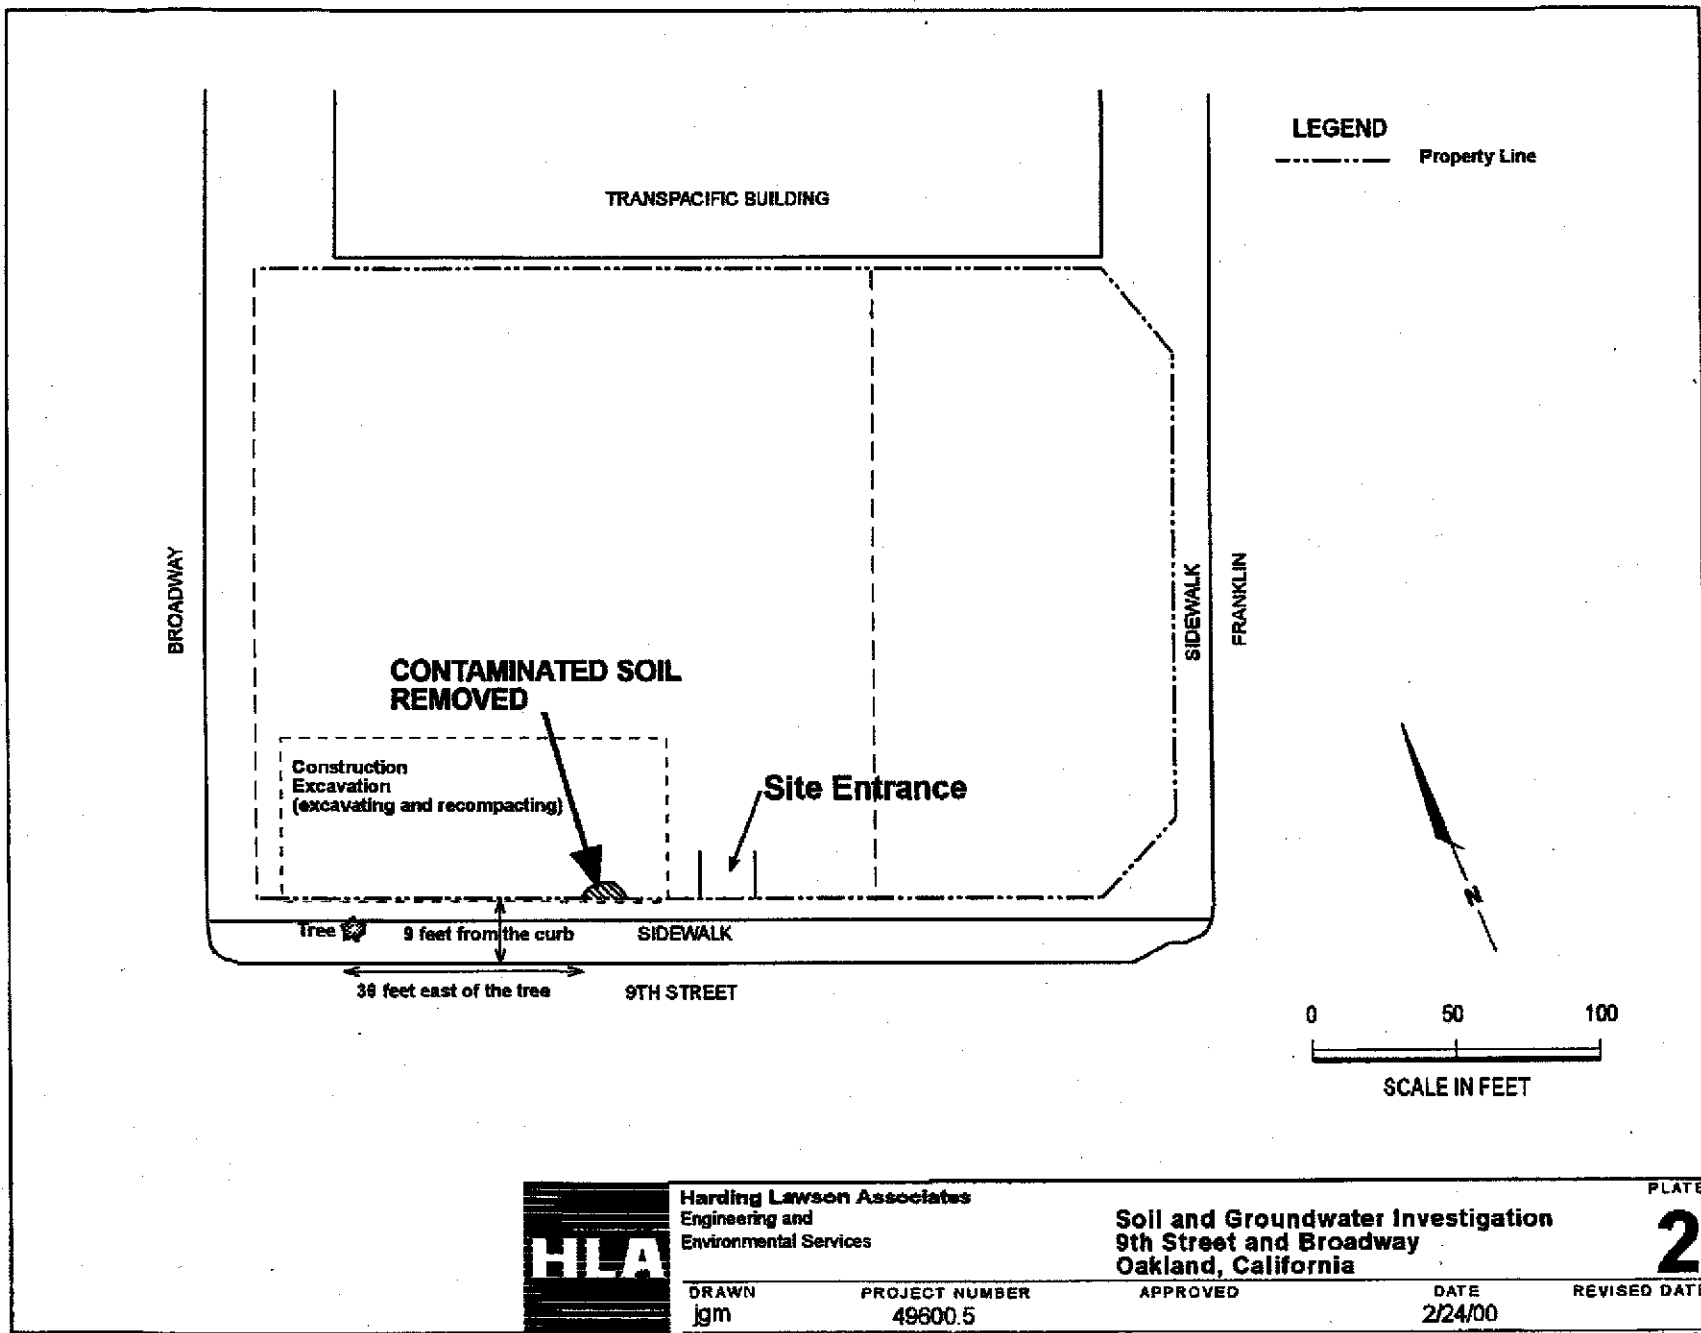 LEGEND
Property Line
TRANSPACIFIC BUILDING
BROADWAY
SIDEWALK
FRANKLIN
CONTAMINATED SOIL
REMOVED
Construction
Excavation
(excavating and recompacting)
Site Entrance
Tree
9 feet from the curb
SIDEWALK
36 feet east of the tree
9TH STREET
N
0 50 100
SCALE IN FEET
HLA
Harding Lawson Associates
Engineering and
Environmental Services
Soil and Groundwater Investigation
9th Street and Broadway
Oakland, California
PLATE
2
DRAWN
jgm
PROJECT NUMBER
49600.5
APPROVED
DATE
2/24/00
REVISED DATE